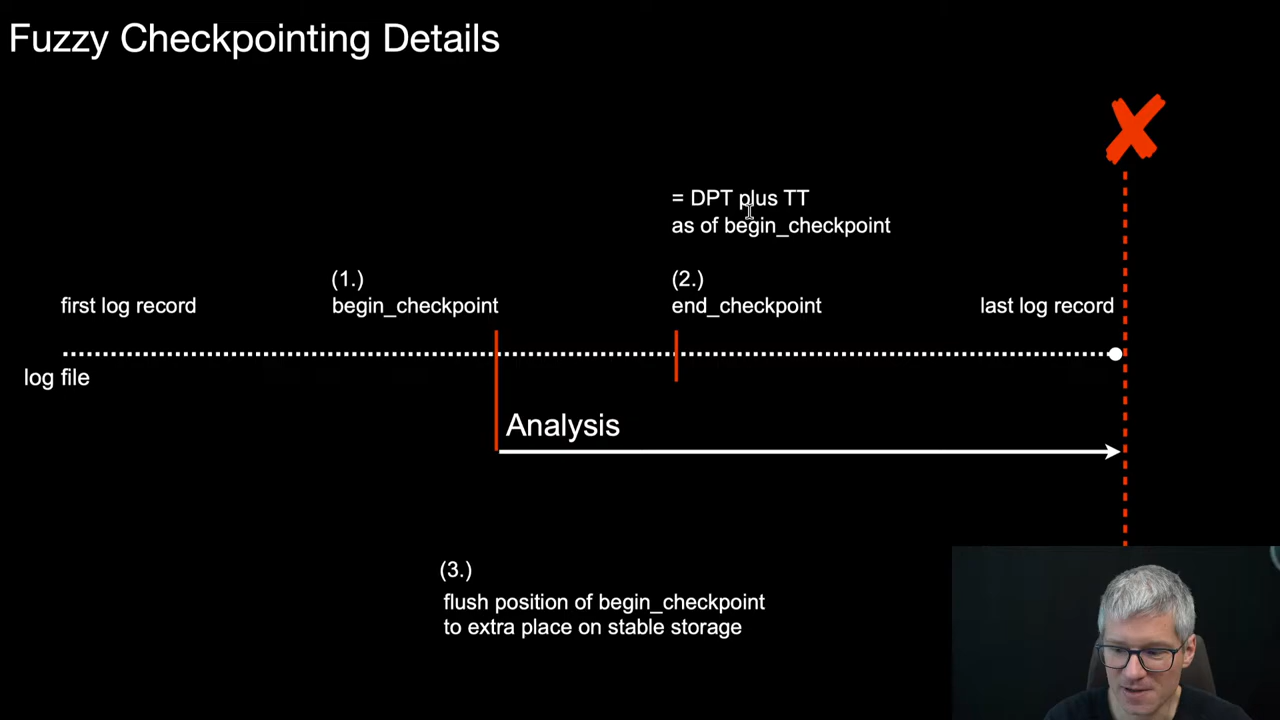 Fuzzy Checkpointing Details
= DPT plus TT
as of begin_checkpoint
(1.)
begin_checkpoint
(2.)
end_checkpoint
first log record
last log record
log file
Analysis
(3.)
flush position of begin_checkpoint
to extra place on stable storage